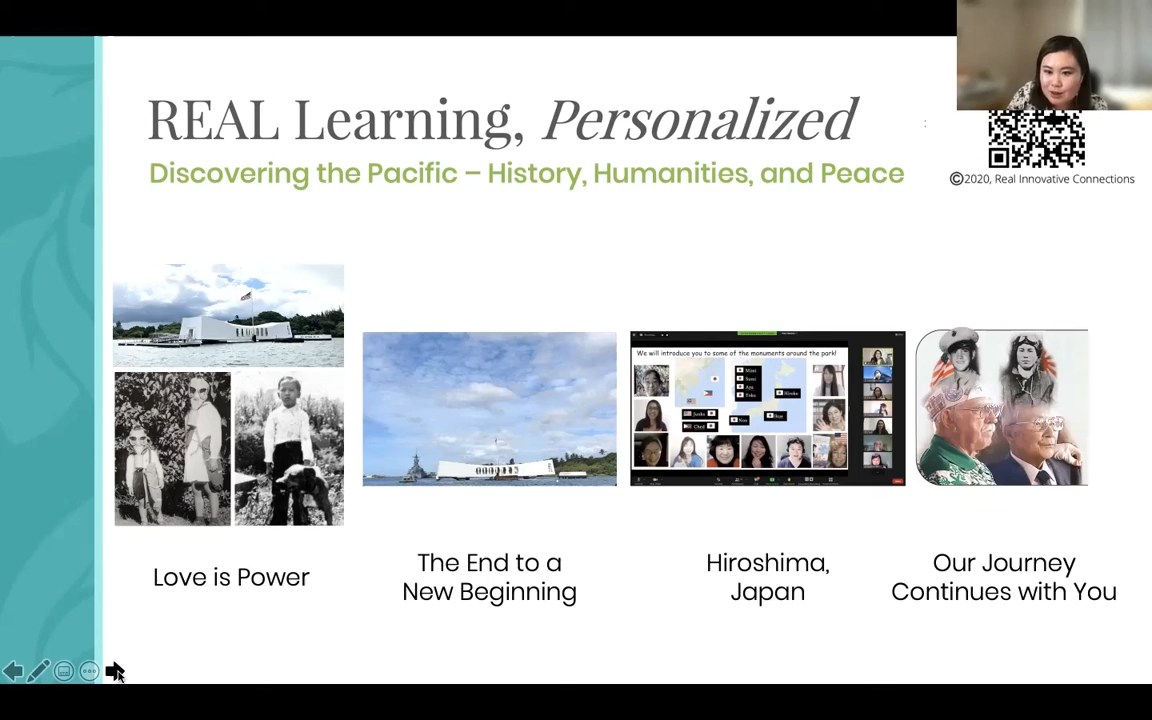 REAL Learning, Personalized
Discovering the Pacific – History, Humanities, and Peace
©2020, Real Innovative Connections
We will introduce you to some of the monuments around the park!
Love is Power
The End to a
New Beginning
Hiroshima,
Japan
Our Journey
Continues with You